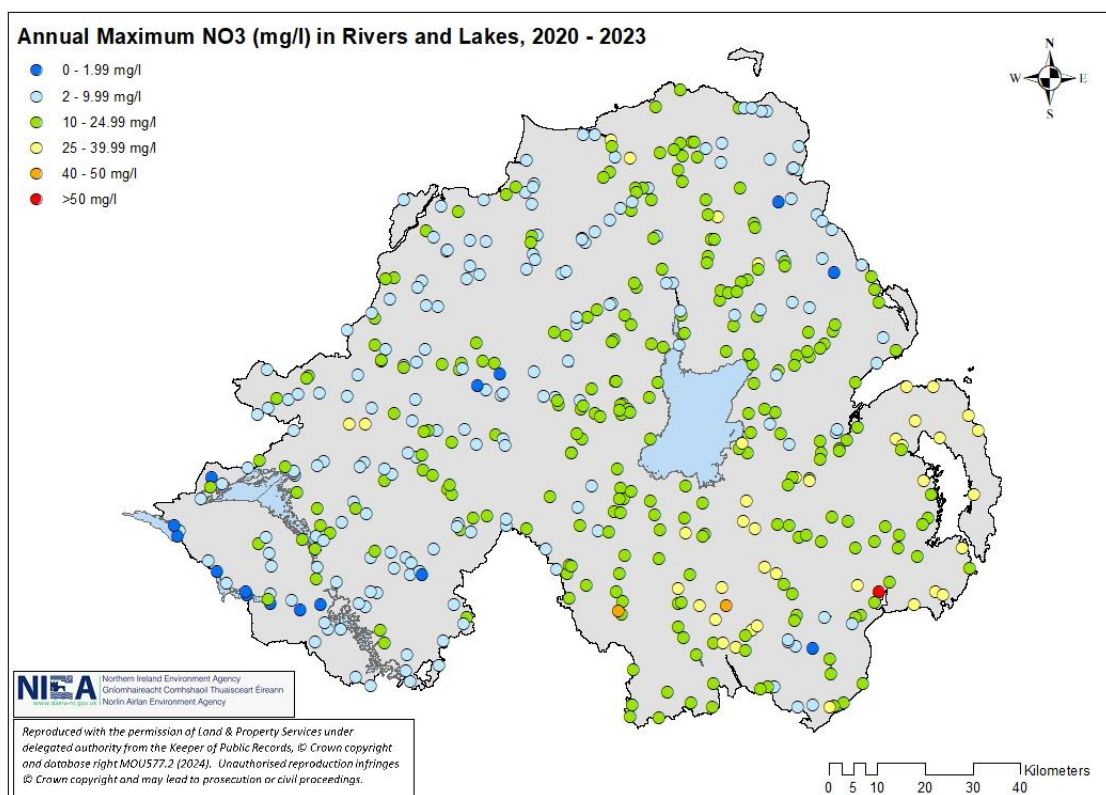 Annual Maximum NO3 (mg/l) in Rivers and Lakes, 2020 - 2023
0 - 1.99 mg/l
2 - 9.99 mg/l
10 - 24.99 mg/l
25 - 39.99 mg/l
40 - 50 mg/l
>50 mg/l
N
W E
S
NIEA
www.daera-ni.gov.uk
Northern Ireland Environment Agency
Gníomhaireacht Comhshaoil Thuaisceart Éireann
Norlin Airlan Environment Agency
Reproduced with the permission of Land & Property Services under
delegated authority from the Keeper of Public Records, © Crown copyright
and database right MOU577.2 (2024). Unauthorised reproduction infringes
© Crown copyright and may lead to prosecution or civil proceedings.
Kilometers
0 5 10 20 30 40